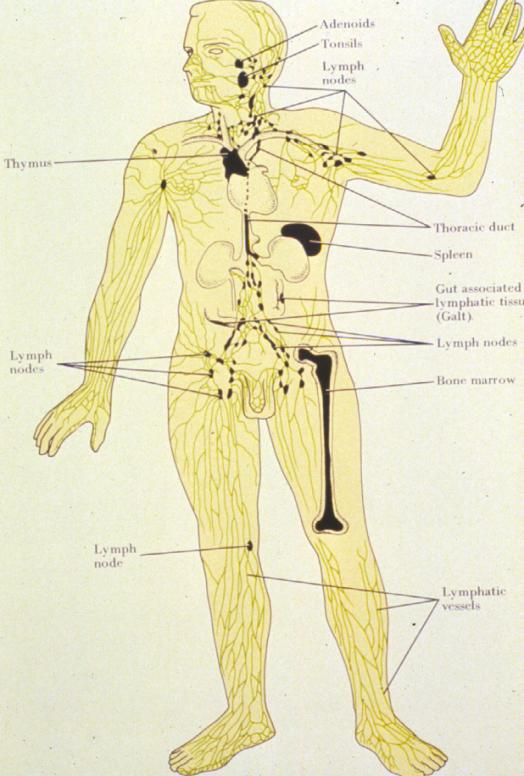 Adenoids
Tonsils
Lymph
nodes
Thymus
Thoracic duct
Spleen
Gut associated
lymphatic tissu
(Galt).
Lymph nodes
Lymph
nodes
Bone marrow
Lymph
node
Lymphatic
vessels